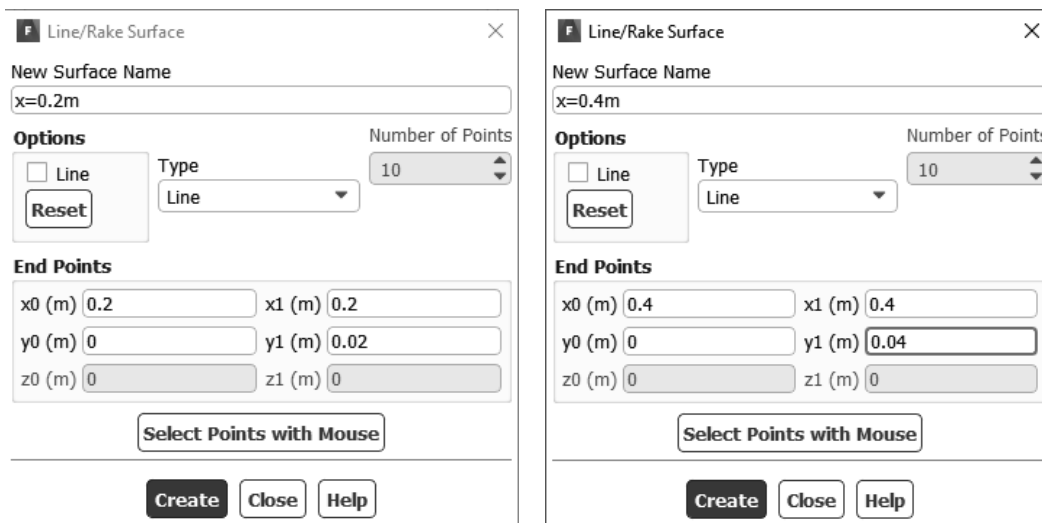 F Line/Rake Surface
New Surface Name
x=0.2m
Options
Number of Points
Line
Type
10
Reset
Line
End Points
x0 (m) 0.2 x1 (m) 0.2
y0 (m) 0 y1 (m) 0.02
z0 (m) 0 z1 (m) 0
Select Points with Mouse
Create Close Help
F Line/Rake Surface
New Surface Name
x=0.4m
Options
Number of Points
Line
Type
10
Reset
Line
End Points
x0 (m) 0.4 x1 (m) 0.4
y0 (m) 0 y1 (m) 0.04
z0 (m) 0 z1 (m) 0
Select Points with Mouse
Create Close Help